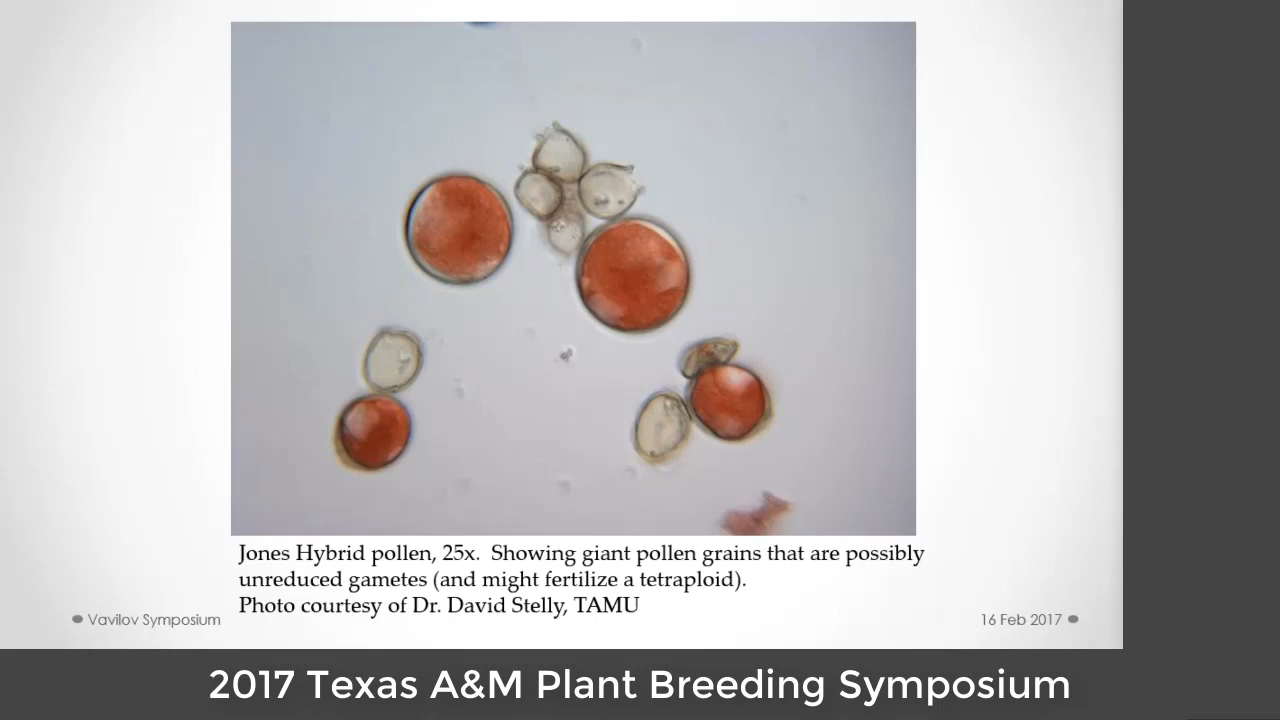 Jones Hybrid pollen, 25x. Showing giant pollen grains that are possibly
unreduced gametes (and might fertilize a tetraploid).
Photo courtesy of Dr. David Stelly, TAMU
Vavilov Symposium
16 Feb 2017
2017 Texas A&M Plant Breeding Symposium